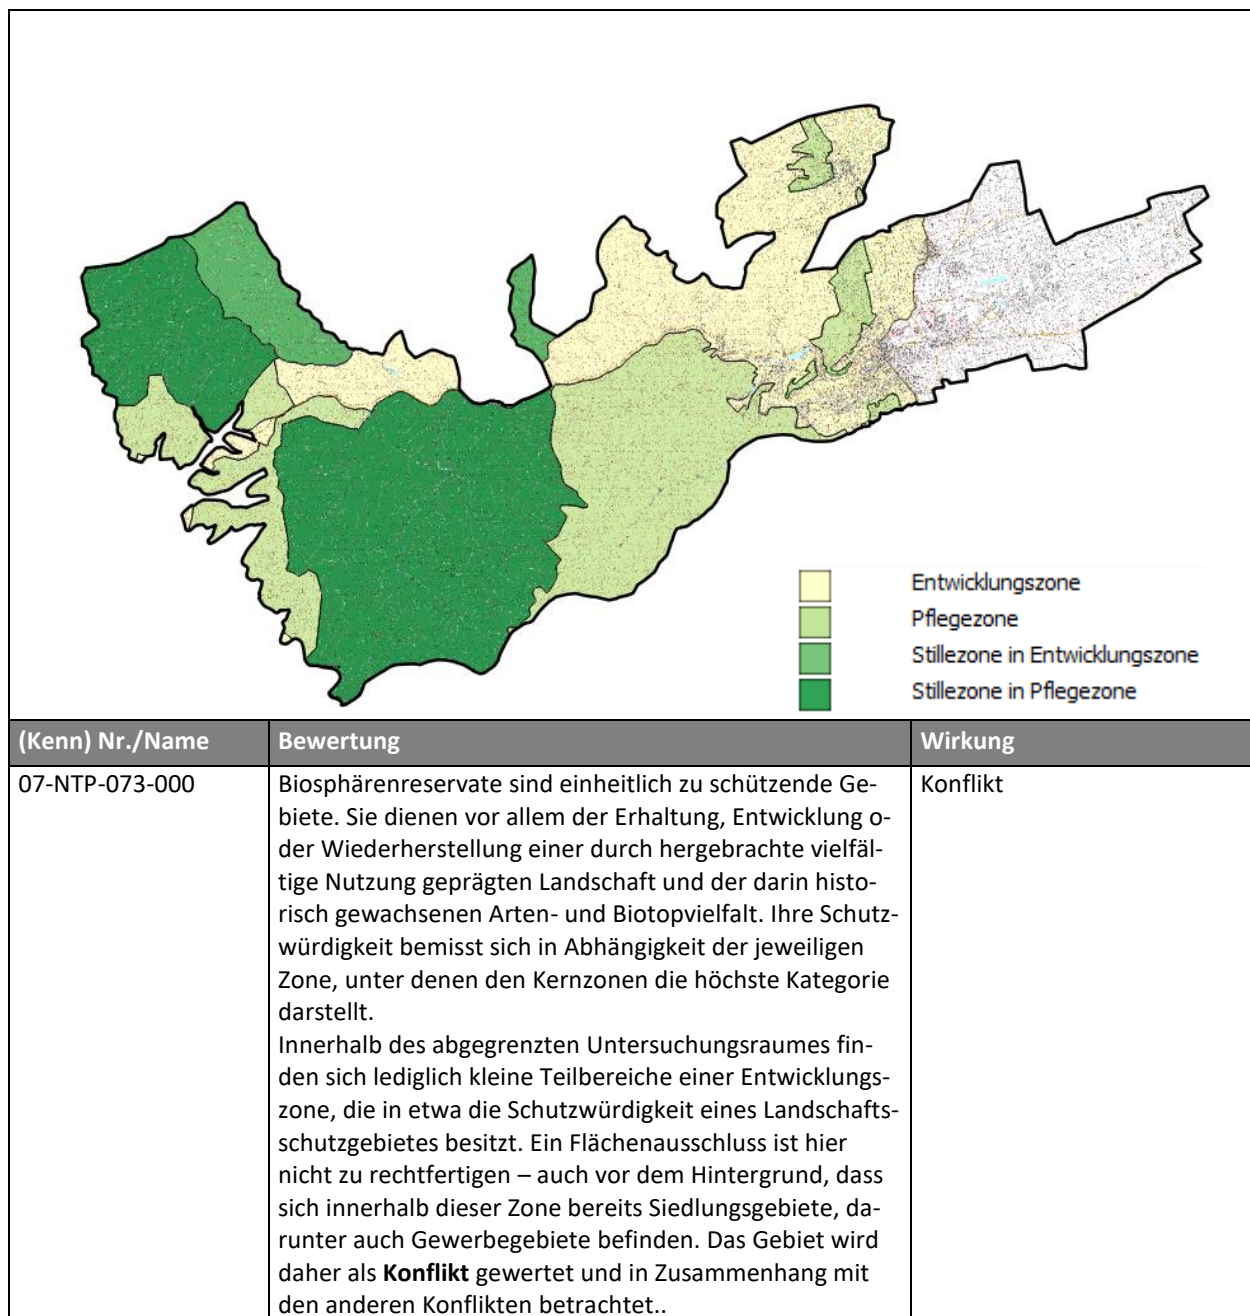 Entwicklungszone
Pflegezone
Stillezone in Entwicklungszone
Stillezone in Pflegezone
(Kenn) Nr./Name Bewertung Wirkung
07-NTP-073-000 Biosphärenreservate sind einheitlich zu schützende Ge- Konflikt
biete. Sie dienen vor allem der Erhaltung, Entwicklung o-
der Wiederherstellung einer durch hergebrachte vielfäl-
tige Nutzung geprägten Landschaft und der darin histo-
risch gewachsenen Arten- und Biotopvielfalt. Ihre Schutz-
würdigkeit bemisst sich in Abhängigkeit der jeweiligen
Zone, unter denen den Kernzonen die höchste Kategorie
darstellt.
Innerhalb des abgegrenzten Untersuchungsraumes fin-
den sich lediglich kleine Teilbereiche einer Entwicklungs-
zone, die in etwa die Schutzwürdigkeit eines Landschafts-
schutzgebietes besitzt. Ein Flächenausschluss ist hier
nicht zu rechtfertigen – auch vor dem Hintergrund, dass
sich innerhalb dieser Zone bereits Siedlungsgebiete, da-
runter auch Gewerbegebiete befinden. Das Gebiet wird
daher als Konflikt gewertet und in Zusammenhang mit
den anderen Konflikten betrachtet..